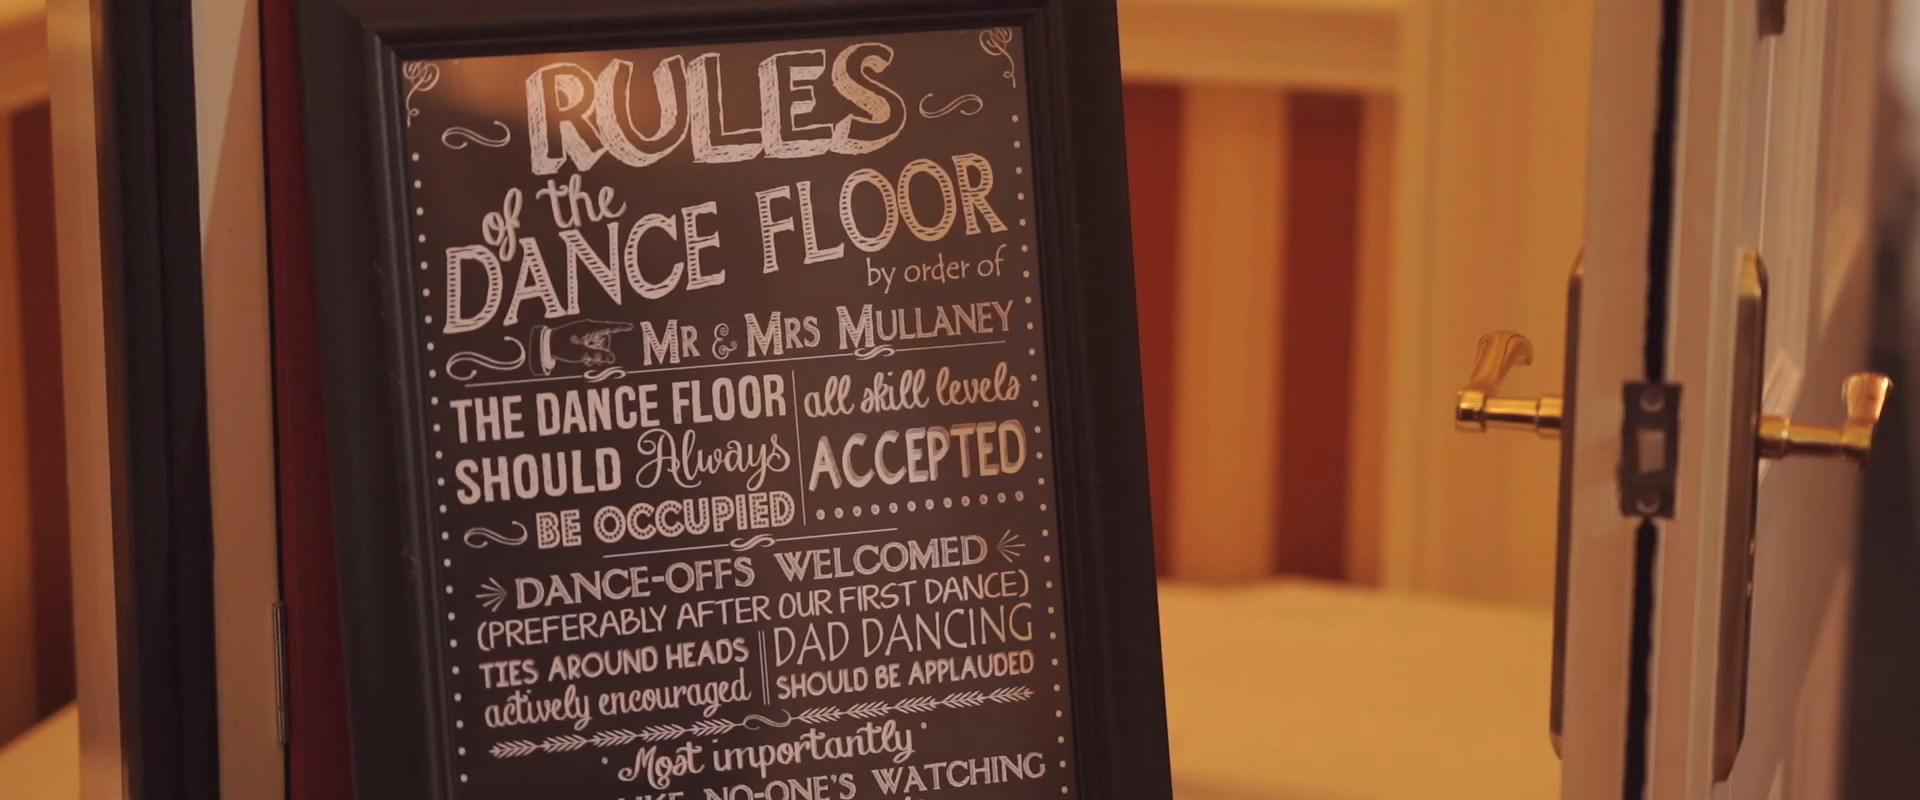 RULES
of the
DANCE FLOOR
by order of
MR & MRS MULLANEY
THE DANCE FLOOR
SHOULD Always
BE OCCUPIED
all skill levels
ACCEPTED
DANCE-OFFS WELCOMED
(PREFERABLY AFTER OUR FIRST DANCE)
TIES AROUND HEADS
actively encouraged
DAD DANCING
SHOULD BE APPLAUDED
Most importantly
LIKE NO-ONE'S WATCHING